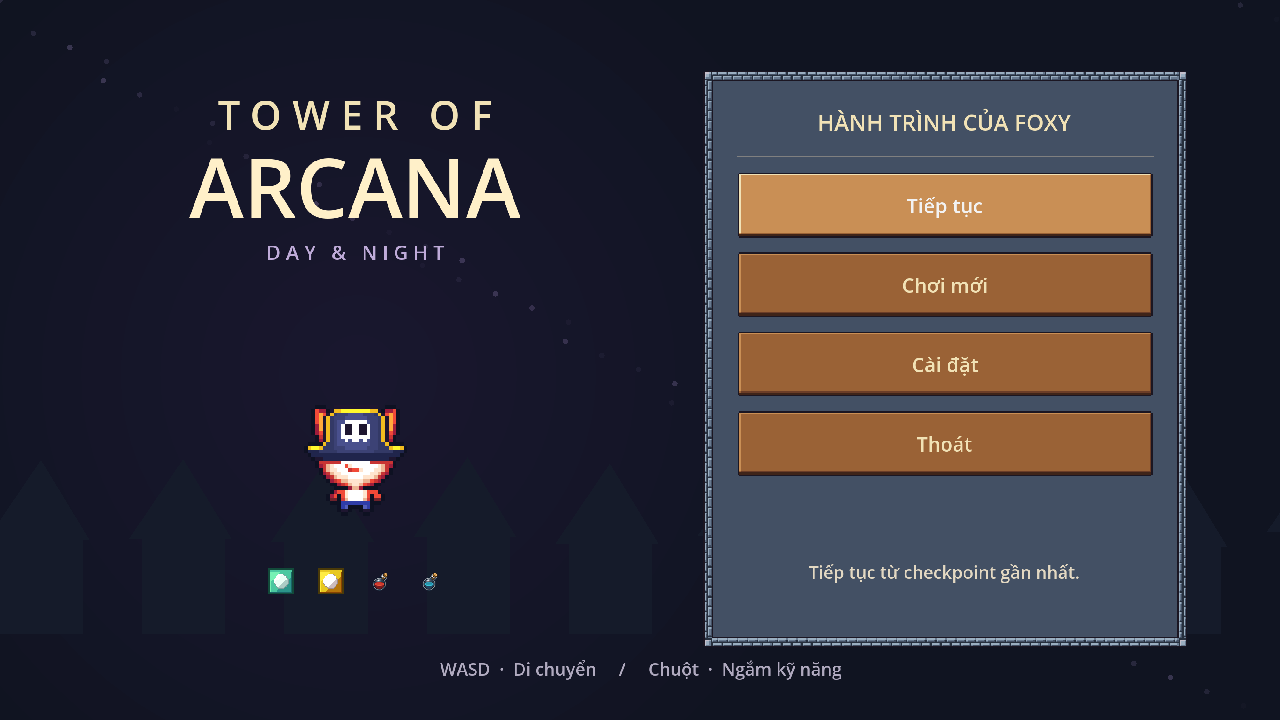 TOWER OF
ARCANA
DAY & NIGHT
HÀNH TRÌNH CỦA FOXY
Tiếp tục
Chơi mới
Cài đặt
Thoát
Tiếp tục từ checkpoint gần nhất.
WASD · Di chuyển / Chuột · Ngắm kỹ năng